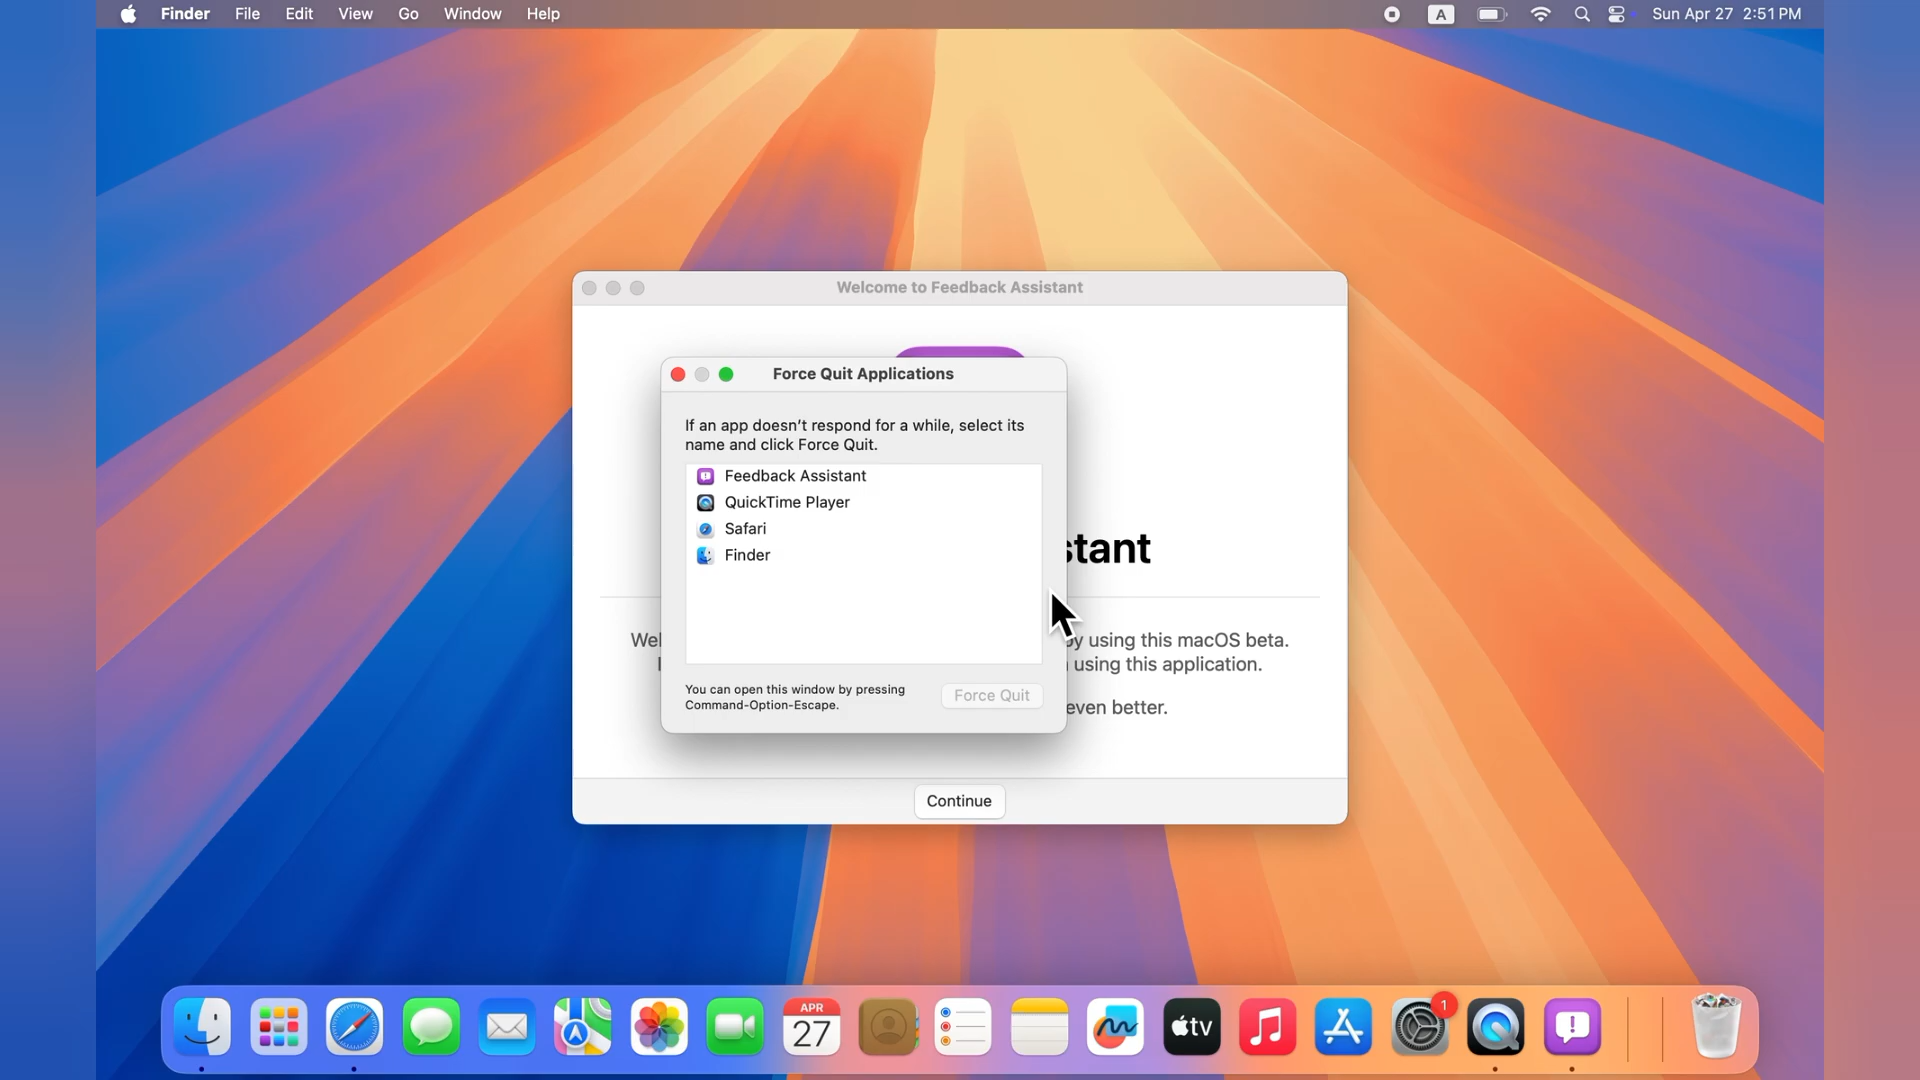 Finder File Edit View Go Window Help A Sun Apr 27 2:51 PM
Welcome to Feedback Assistant
Force Quit Applications
If an app doesn't respond for a while, select its
name and click Force Quit.
Feedback Assistant
QuickTime Player
Safari
Finder
You can open this window by pressing
Command-Option-Escape.
Force Quit
stant
Wel
by using this macOS beta.
using this application.
even better.
Continue
APR
27
tv
1